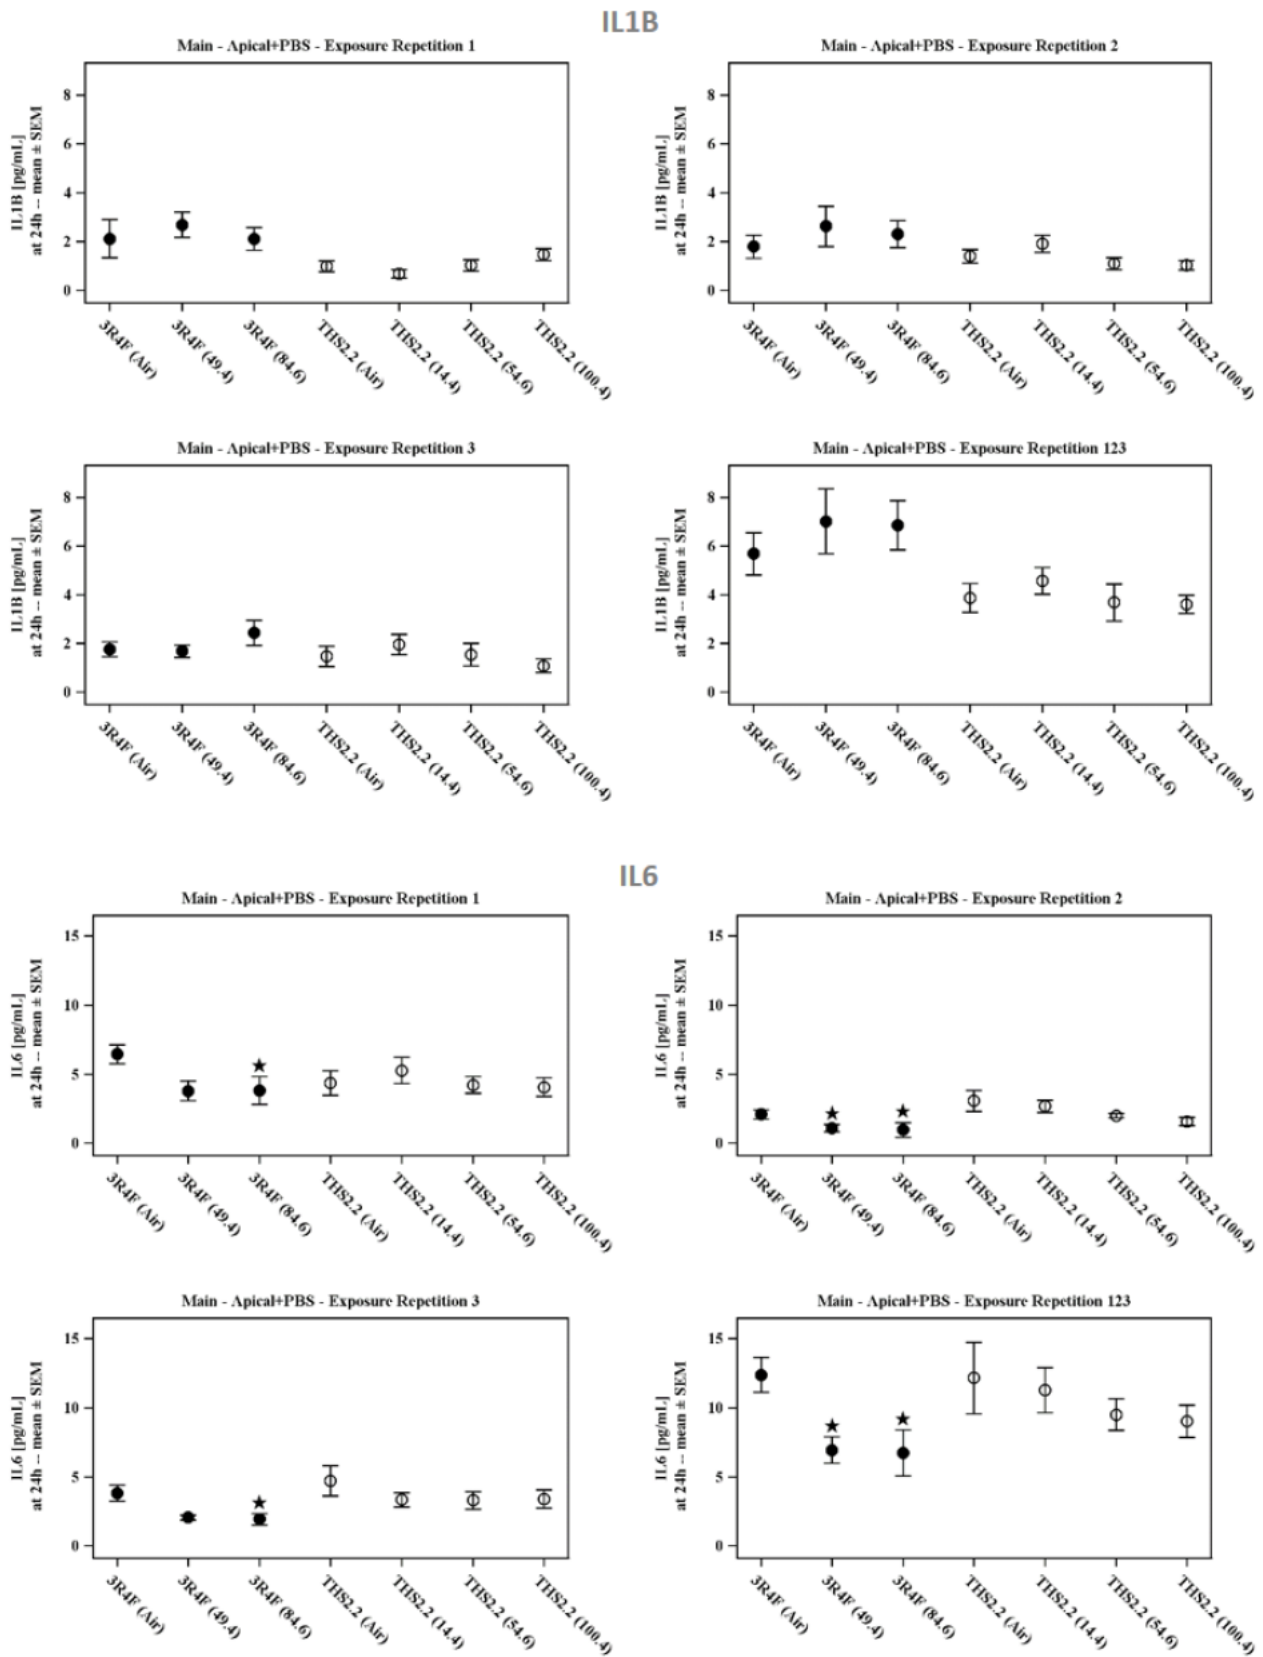 IL1B
Main - Apical+PBS - Exposure Repetition 1
IL1B [pg/mL]
at 24h -- mean ± SEM
8
6
4
2
0
3R4F (Air)
3R4F (49.4)
3R4F (84.6)
THS2.2 (Air)
THS2.2 (14.4)
THS2.2 (54.6)
THS2.2 (100.4)
Main - Apical+PBS - Exposure Repetition 2
IL1B [pg/mL]
at 24h -- mean ± SEM
8
6
4
2
0
3R4F (Air)
3R4F (49.4)
3R4F (84.6)
THS2.2 (Air)
THS2.2 (14.4)
THS2.2 (54.6)
THS2.2 (100.4)
Main - Apical+PBS - Exposure Repetition 3
IL1B [pg/mL]
at 24h -- mean ± SEM
8
6
4
2
0
3R4F (Air)
3R4F (49.4)
3R4F (84.6)
THS2.2 (Air)
THS2.2 (14.4)
THS2.2 (54.6)
THS2.2 (100.4)
Main - Apical+PBS - Exposure Repetition 123
IL1B [pg/mL]
at 24h -- mean ± SEM
8
6
4
2
0
3R4F (Air)
3R4F (49.4)
3R4F (84.6)
THS2.2 (Air)
THS2.2 (14.4)
THS2.2 (54.6)
THS2.2 (100.4)
IL6
Main - Apical+PBS - Exposure Repetition 1
IL6 [pg/mL]
at 24h -- mean ± SEM
15
10
5
0
3R4F (Air)
3R4F (49.4)
3R4F (84.6)
THS2.2 (Air)
THS2.2 (14.4)
THS2.2 (54.6)
THS2.2 (100.4)
Main - Apical+PBS - Exposure Repetition 2
IL6 [pg/mL]
at 24h -- mean ± SEM
15
10
5
0
3R4F (Air)
3R4F (49.4)
3R4F (84.6)
THS2.2 (Air)
THS2.2 (14.4)
THS2.2 (54.6)
THS2.2 (100.4)
Main - Apical+PBS - Exposure Repetition 3
IL6 [pg/mL]
at 24h -- mean ± SEM
15
10
5
0
3R4F (Air)
3R4F (49.4)
3R4F (84.6)
THS2.2 (Air)
THS2.2 (14.4)
THS2.2 (54.6)
THS2.2 (100.4)
Main - Apical+PBS - Exposure Repetition 123
IL6 [pg/mL]
at 24h -- mean ± SEM
15
10
5
0
3R4F (Air)
3R4F (49.4)
3R4F (84.6)
THS2.2 (Air)
THS2.2 (14.4)
THS2.2 (54.6)
THS2.2 (100.4)